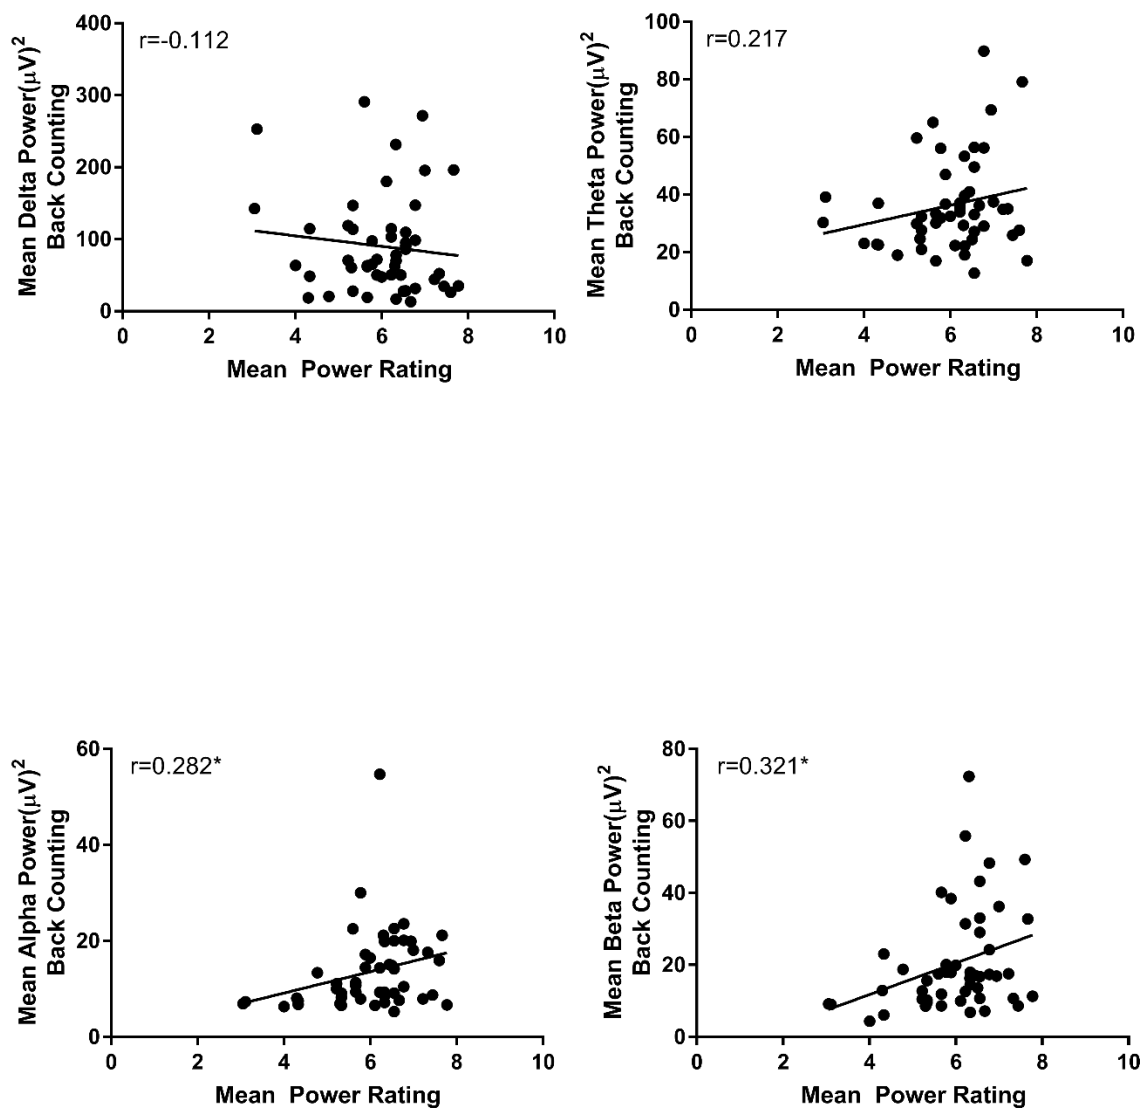 r=-0.112
Mean Delta Power(μV)²
Back Counting
400
300
200
100
0
0 2 4 6 8 10
Mean Power Rating
r=0.217
Mean Theta Power(μV)²
Back Counting
100
80
60
40
20
0
0 2 4 6 8 10
Mean Power Rating
r=0.282*
Mean Alpha Power(μV)²
Back Counting
60
40
20
0
0 2 4 6 8 10
Mean Power Rating
r=0.321*
Mean Beta Power(μV)²
Back Counting
80
60
40
20
0
0 2 4 6 8 10
Mean Power Rating